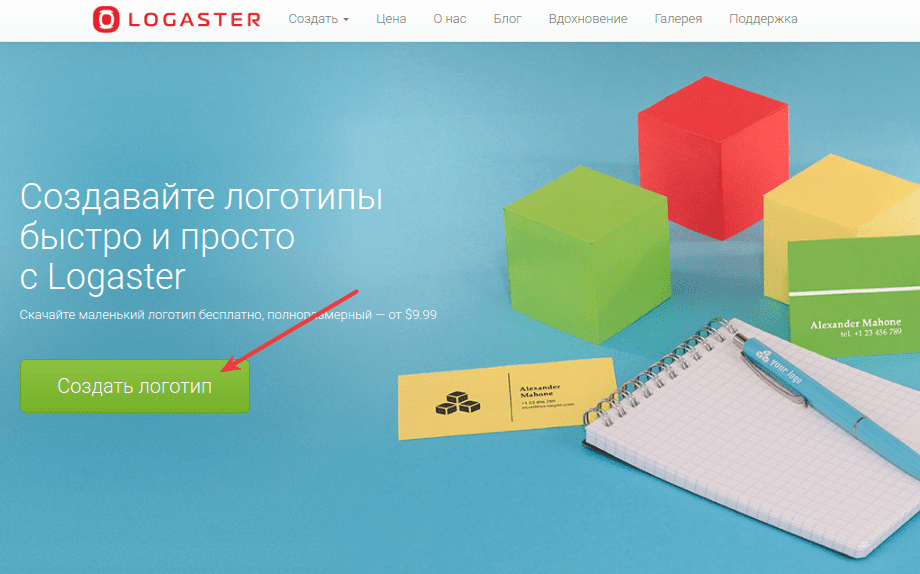 LOGASTER
Создать Цена О нас Блог Вдохновение Галерея Поддержка
Создавайте логотипы
быстро и просто
с Logaster
Скачайте маленький логотип бесплатно, полноразмерный — от $9.99
Создать логотип
Alexander Mahone
tel. +1 23 456 789
your logo
Alexander
Mahone
+1 23 456 789